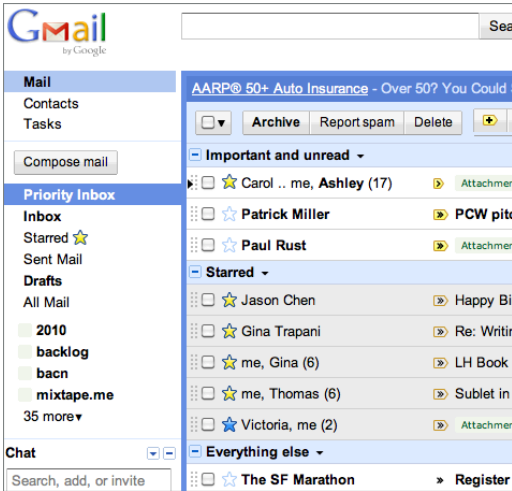 Gmail
by Google
Sea
Mail
Contacts
Tasks
Compose mail
Priority Inbox
Inbox
Starred
Sent Mail
Drafts
All Mail
2010
backlog
bacn
mixtape.me
35 more▾
Chat
Search, add, or invite
AARP® 50+ Auto Insurance - Over 50? You Could
Archive Report spam Delete
Important and unread
Carol .. me, Ashley (17) Attachmen
Patrick Miller » PCW pit
Paul Rust » Attachmen
Starred
Jason Chen » Happy Bi
Gina Trapani » Re: Writi
me, Gina (6) » LH Book
me, Thomas (6) » Sublet in
Victoria, me (2) » Attachmen
Everything else
The SF Marathon » Register